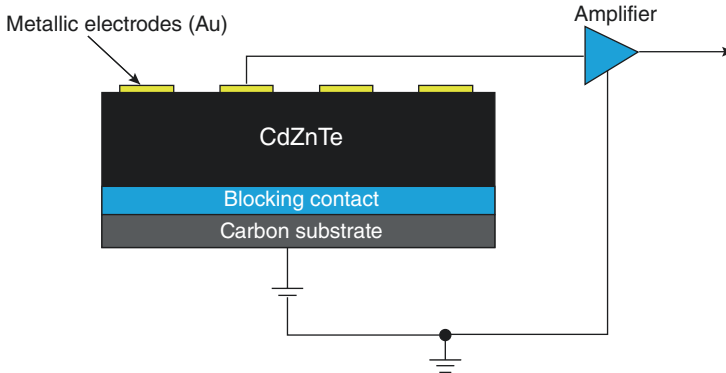 Amplifier
Metallic electrodes (Au)
CdZnTe
Blocking contact
Carbon substrate